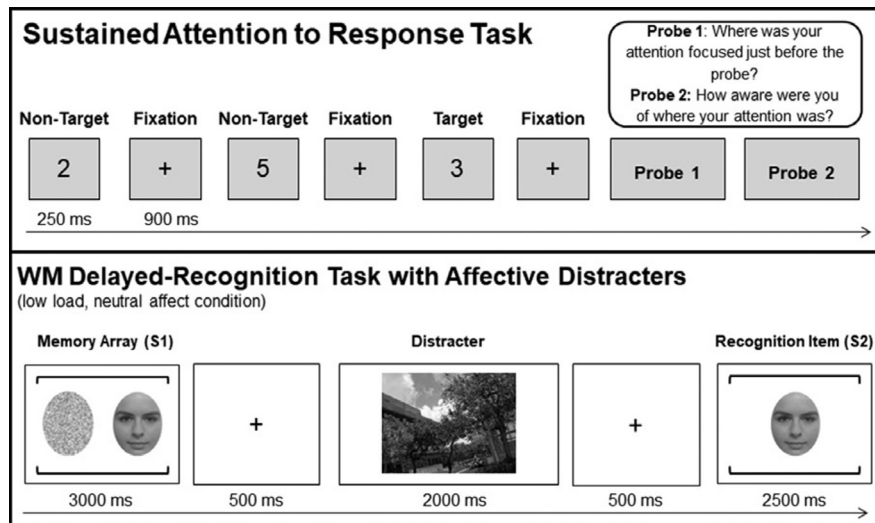 Sustained Attention to Response Task
Probe 1: Where was your
attention focused just before the
probe?
Probe 2: How aware were you
of where your attention was?
Non-Target Fixation Non-Target Fixation Target Fixation
2 + 5 + 3 + Probe 1 Probe 2
250 ms 900 ms
WM Delayed-Recognition Task with Affective Distracters
(low load, neutral affect condition)
Memory Array (S1) Distracter Recognition Item (S2)
+ +
3000 ms 500 ms 2000 ms 500 ms 2500 ms